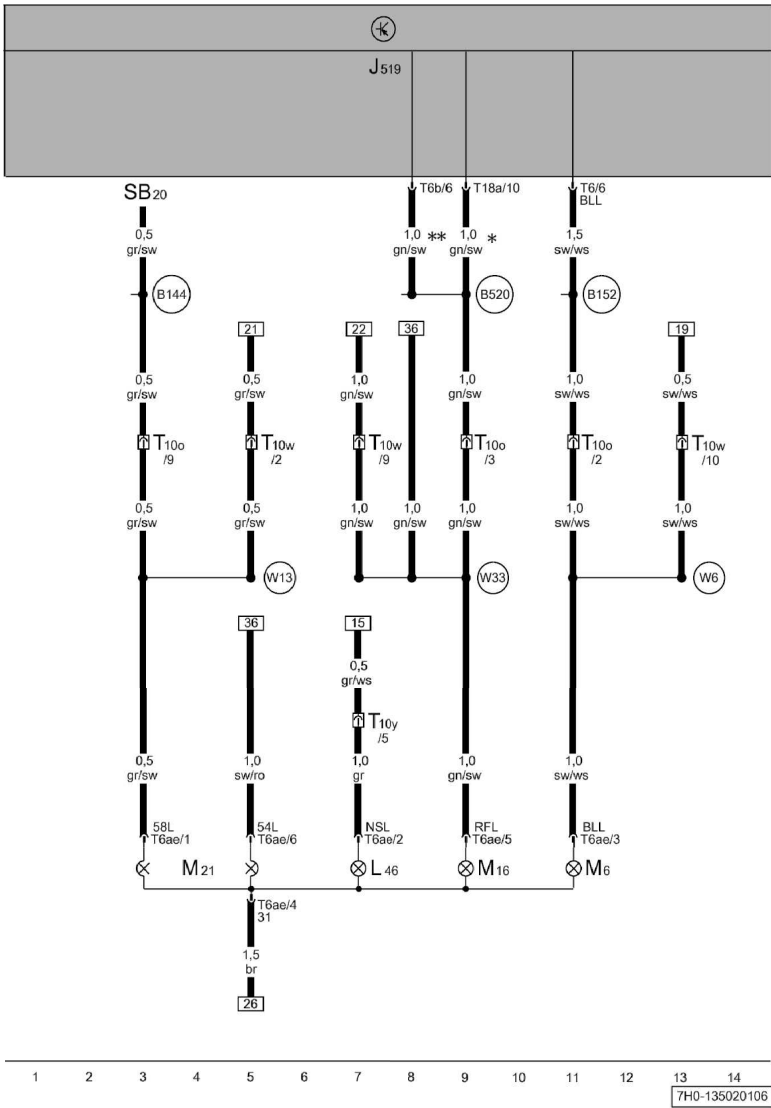 J519
SB20
T6b/6
T18a/10
T6/6
BLL
0,5
gr/sw
1,0
gn/sw
**
1,0
gn/sw
*
1,5
sw/ws
B144
B520
B152
21
22
36
19
0,5
gr/sw
0,5
gr/sw
1,0
gn/sw
1,0
gn/sw
1,0
sw/ws
0,5
sw/ws
T10o
/9
T10w
/2
T10w
/9
T10o
/3
T10o
/2
T10w
/10
0,5
gr/sw
0,5
gr/sw
1,0
gn/sw
1,0
gn/sw
1,0
gn/sw
1,0
sw/ws
1,0
sw/ws
W13
W33
W6
36
15
0,5
gr/ws
T10y
/5
0,5
gr/sw
1,0
sw/ro
1,0
gr
1,0
gn/sw
1,0
sw/ws
58L
T6ae/1
54L
T6ae/6
NSL
T6ae/2
RFL
T6ae/5
BLL
T6ae/3
M21
L46
M16
M6
T6ae/4
31
1,5
br
26
1 2 3 4 5 6 7 8 9 10 11 12 13 14
7H0-135020106